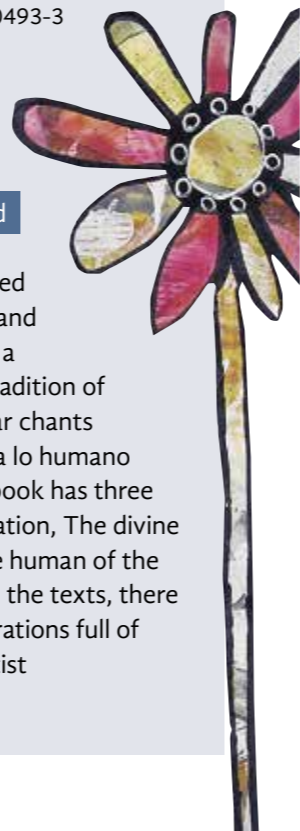 0493-3
d
ed
and
a
adition of
ar chants
a lo humano
book has three
ation, The divine
e human of the
the texts, there
rations full of
ist